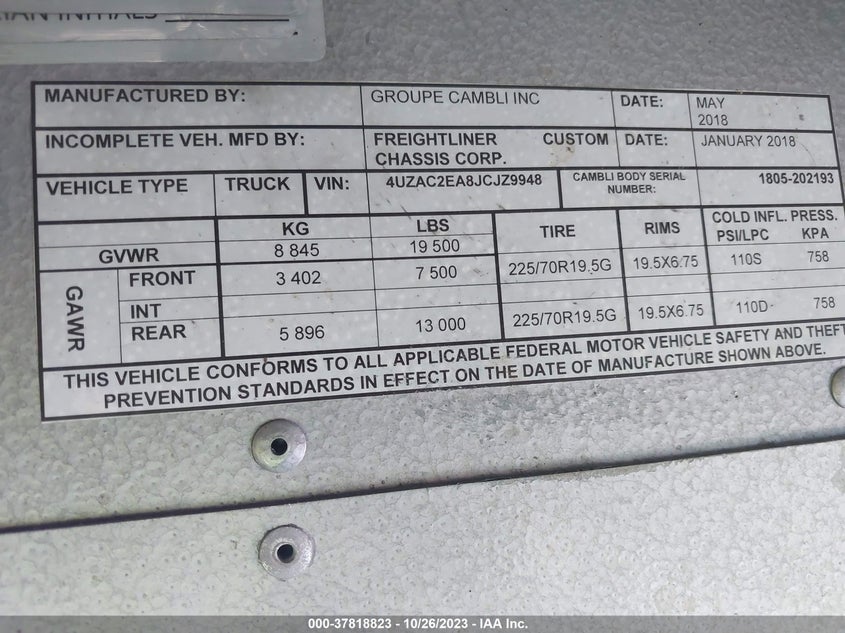 INITIALS
MANUFACTURED BY: GROUPE CAMBLI INC DATE: MAY 2018
INCOMPLETE VEH. MFD BY: FREIGHTLINER CUSTOM CHASSIS CORP. DATE: JANUARY 2018
VEHICLE TYPE TRUCK VIN: 4UZAC2EA8JCJZ9948 CAMBLI BODY SERIAL NUMBER: 1805-202193
KG LBS TIRE RIMS COLD INFL. PRESS. PSI/LPC KPA
GVWR 8 845 19 500
GAWR FRONT 3 402 7 500 225/70R19.5G 19.5X6.75 110S 758
INT
REAR 5 896 13 000 225/70R19.5G 19.5X6.75 110D 758
THIS VEHICLE CONFORMS TO ALL APPLICABLE FEDERAL MOTOR VEHICLE SAFETY AND THEFT
PREVENTION STANDARDS IN EFFECT ON THE DATE OF MANUFACTURE SHOWN ABOVE.
000-37818823 - 10/26/2023 - IAA Inc.